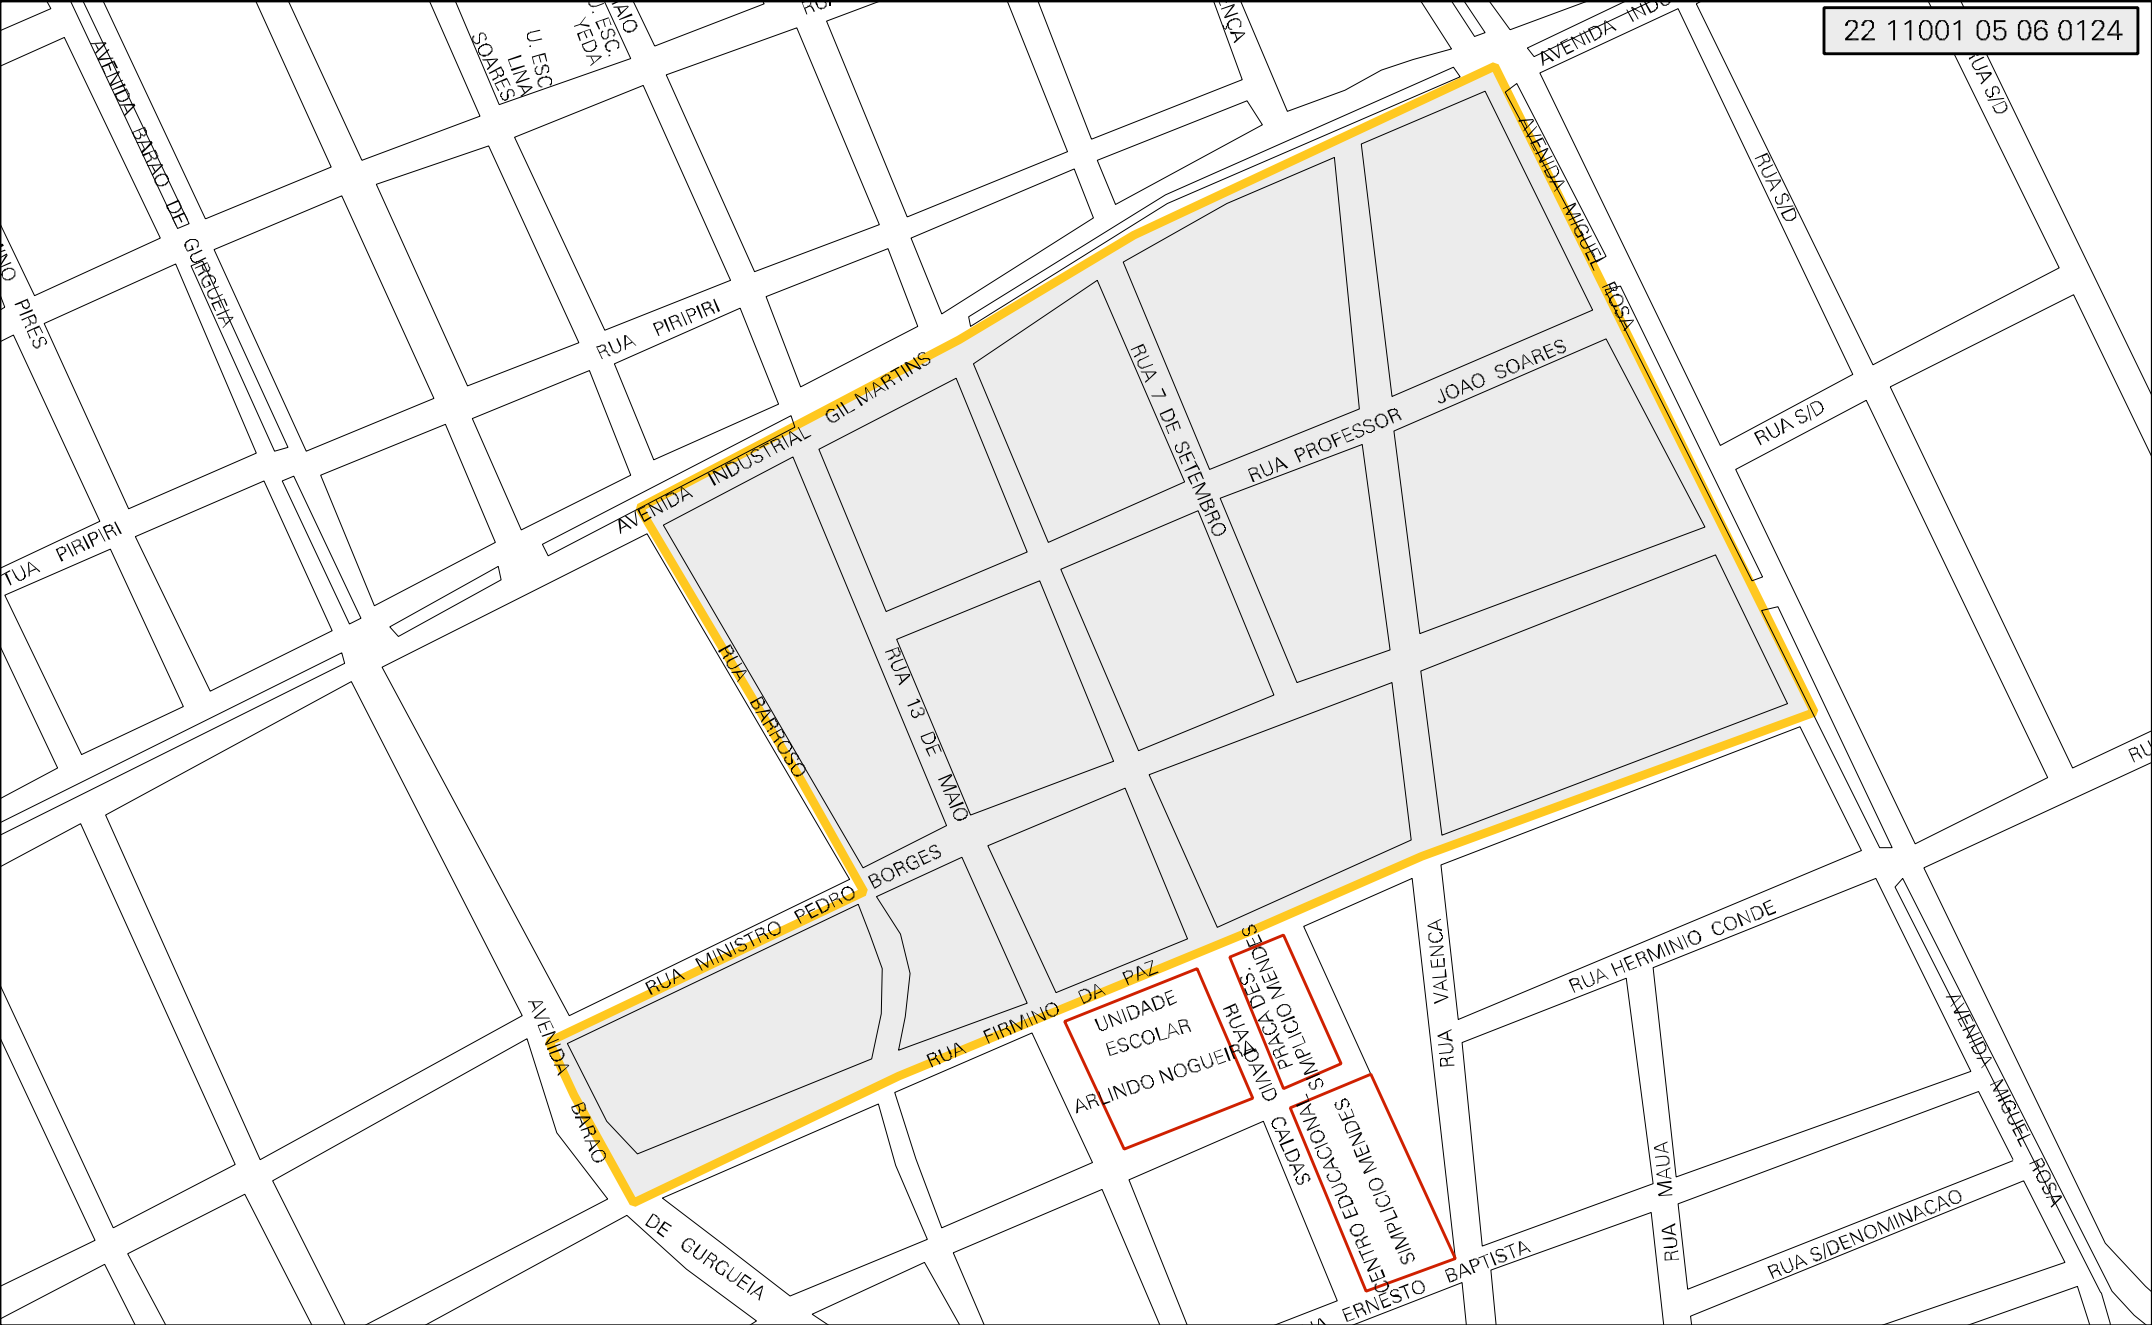 22 11001 05 06 0124
AVENIDA BARAO DE GURGUEIA
SOARES
U. ESC
LINA
U. ESC.
YEDA
AVENIDA
RUA S/D
RUA S/D
RUA S/D
PIRES
RUA PIRIPIRI
PIRIPIRI
AVENIDA INDUSTRIAL GIL MARTINS
AVENIDA MIGUEL ROSA
RUA 7 DE SETEMBRO
RUA PROFESSOR JOAO SOARES
RUA BARROSO
RUA 13 DE MAIO
RUA MINISTRO PEDRO BORGES
AVENIDA BARAO DE GURGUEIA
RUA FIRMINO DA PAZ
UNIDADE
ESCOLAR
ARLINDO NOGUEIRA
RUA DAVID CALDAS
PRACA DES.
SIMPLICIO MENDES
CENTRO EDUCACIONAL
SIMPLICIO MENDES
RUA VALENCA
RUA HERMINIO CONDE
RUA MAUA
AVENIDA MIGUEL ROSA
RUA S/DENOMINACAO
ERNESTO BAPTISTA